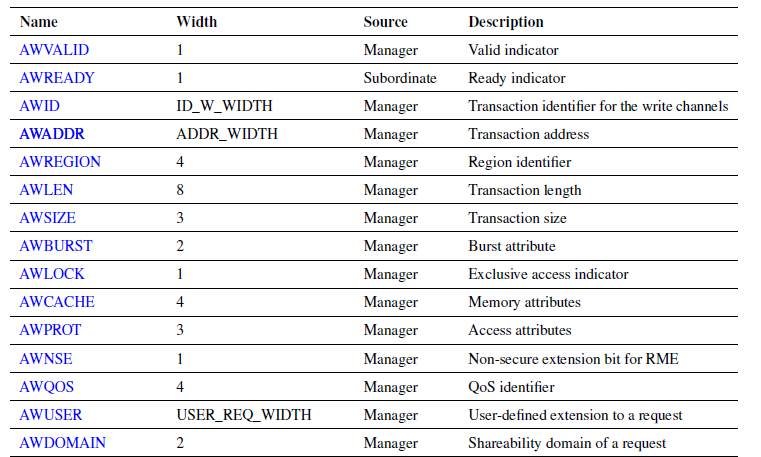 Name Width Source Description
AWVALID 1 Manager Valid indicator
AWREADY 1 Subordinate Ready indicator
AWID ID_W_WIDTH Manager Transaction identifier for the write channels
AWADDR ADDR_WIDTH Manager Transaction address
AWREGION 4 Manager Region identifier
AWLEN 8 Manager Transaction length
AWSIZE 3 Manager Transaction size
AWBURST 2 Manager Burst attribute
AWLOCK 1 Manager Exclusive access indicator
AWCACHE 4 Manager Memory attributes
AWPROT 3 Manager Access attributes
AWNSE 1 Manager Non-secure extension bit for RME
AWQOS 4 Manager QoS identifier
AWUSER USER_REQ_WIDTH Manager User-defined extension to a request
AWDOMAIN 2 Manager Shareability domain of a request